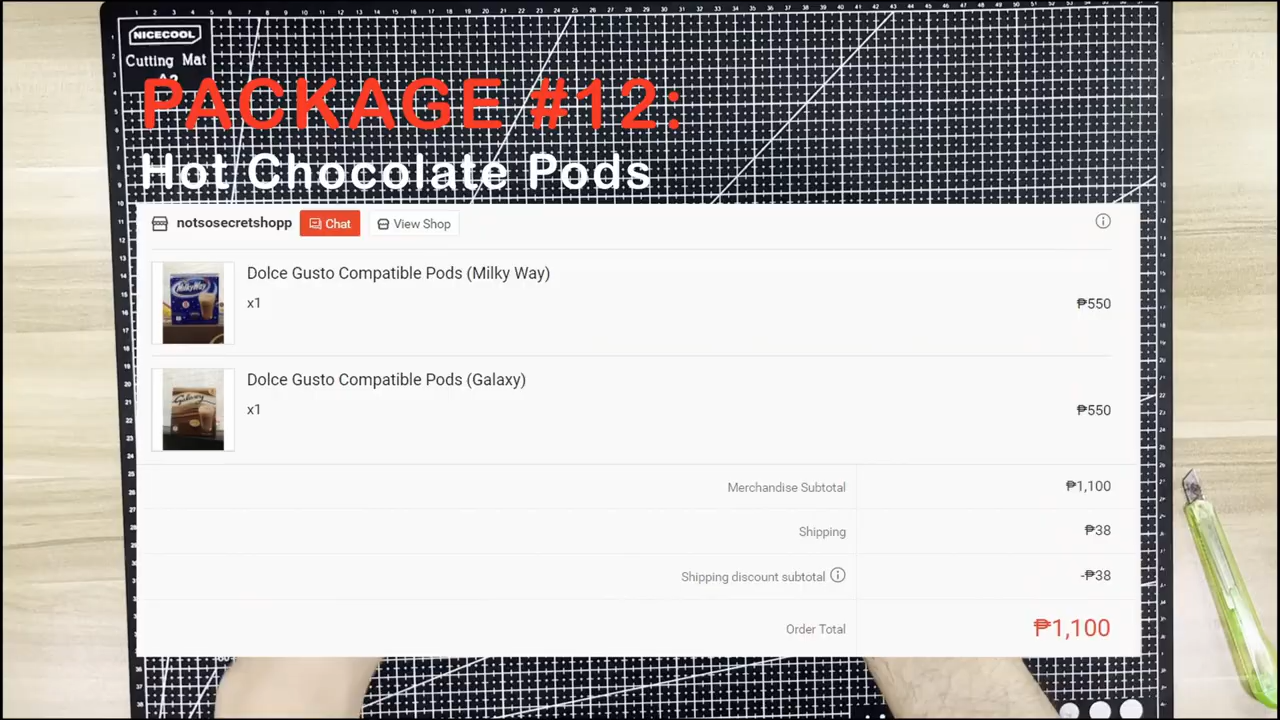 NICECOOL
Cutting Mat
PACKAGE #12:
Hot Chocolate Pods
notsosecretshopp
Chat
View Shop
Dolce Gusto Compatible Pods (Milky Way)
x1
₱550
MilkyWay
Dolce Gusto Compatible Pods (Galaxy)
x1
₱550
Galaxy
Merchandise Subtotal
₱1,100
Shipping
₱38
Shipping discount subtotal
-₱38
Order Total
₱1,100